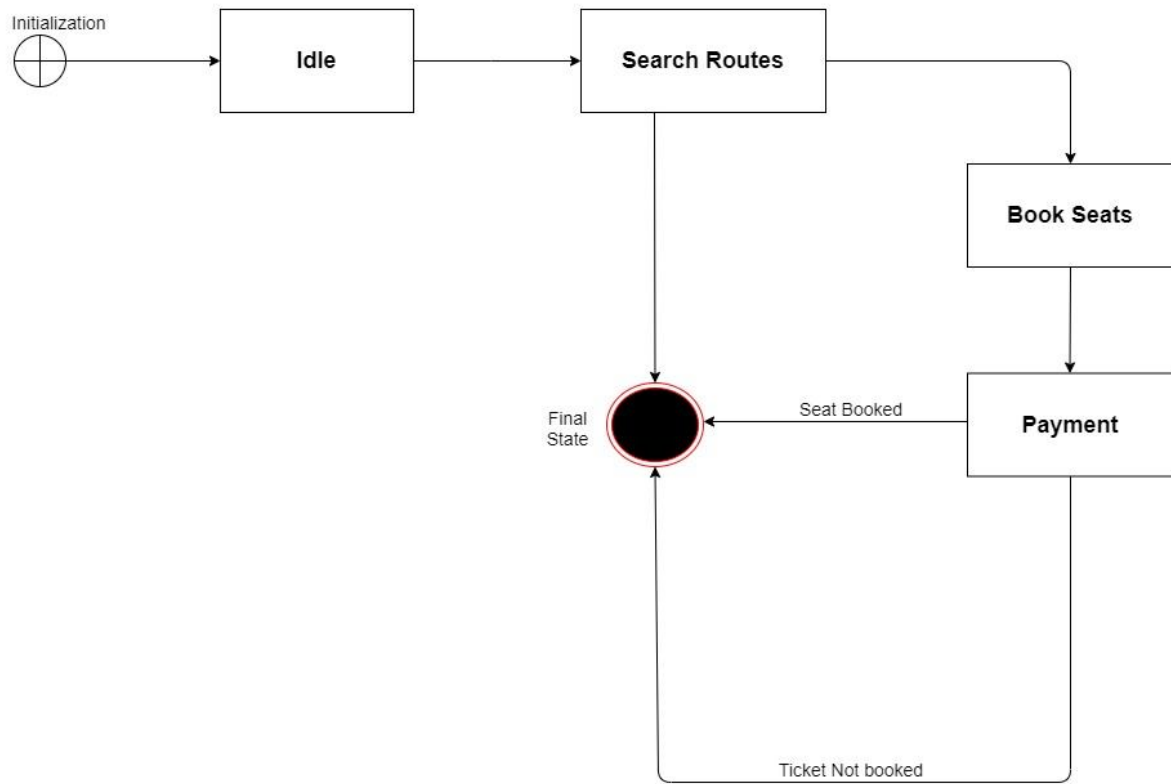 Initialization
Idle
Search Routes
Book Seats
Final
State
Seat Booked
Payment
Ticket Not booked